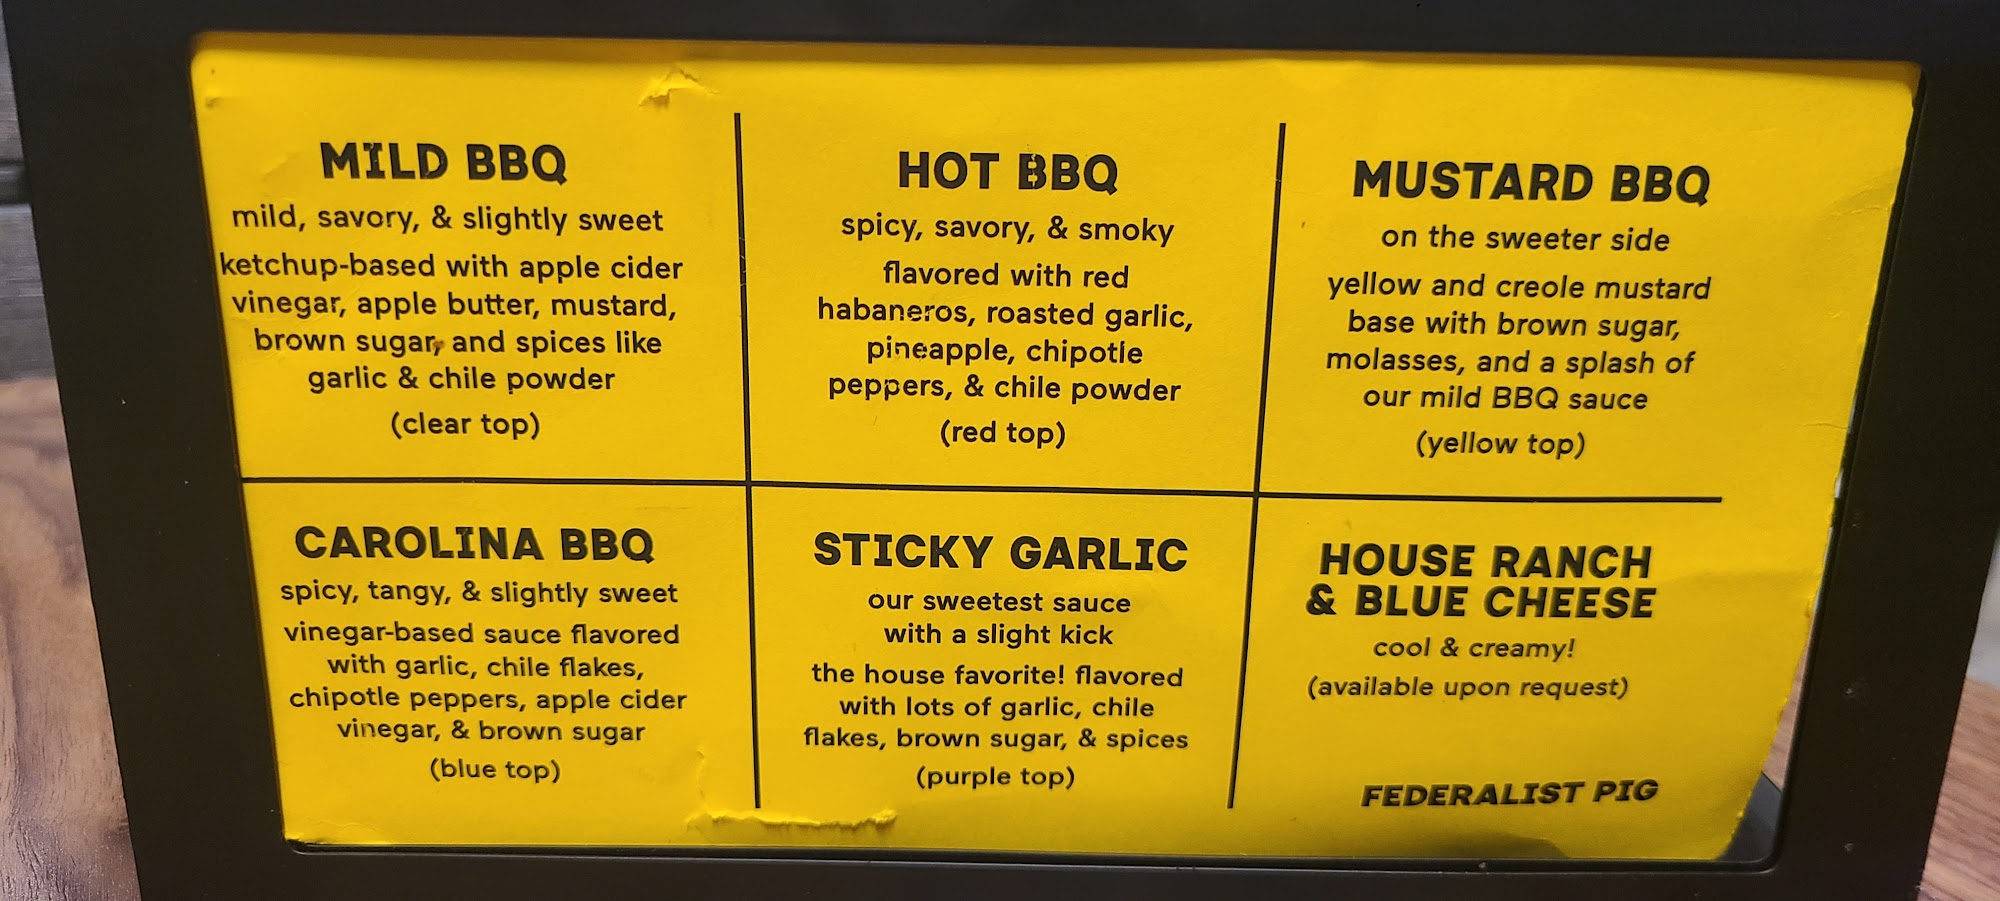 MILD BBQ
mild, savory, & slightly sweet
ketchup-based with apple cider
vinegar, apple butter, mustard,
brown sugar, and spices like
garlic & chile powder
(clear top)
HOT BBQ
spicy, savory, & smoky
flavored with red
habaneros, roasted garlic,
pineapple, chipotle
peppers, & chile powder
(red top)
MUSTARD BBQ
on the sweeter side
yellow and creole mustard
base with brown sugar,
molasses, and a splash of
our mild BBQ sauce
(yellow top)
CAROLINA BBQ
spicy, tangy, & slightly sweet
vinegar-based sauce flavored
with garlic, chile flakes,
chipotle peppers, apple cider
vinegar, & brown sugar
(blue top)
STICKY GARLIC
our sweetest sauce
with a slight kick
the house favorite! flavored
with lots of garlic, chile
flakes, brown sugar, & spices
(purple top)
HOUSE RANCH
& BLUE CHEESE
cool & creamy!
(available upon request)
FEDERALIST PIG